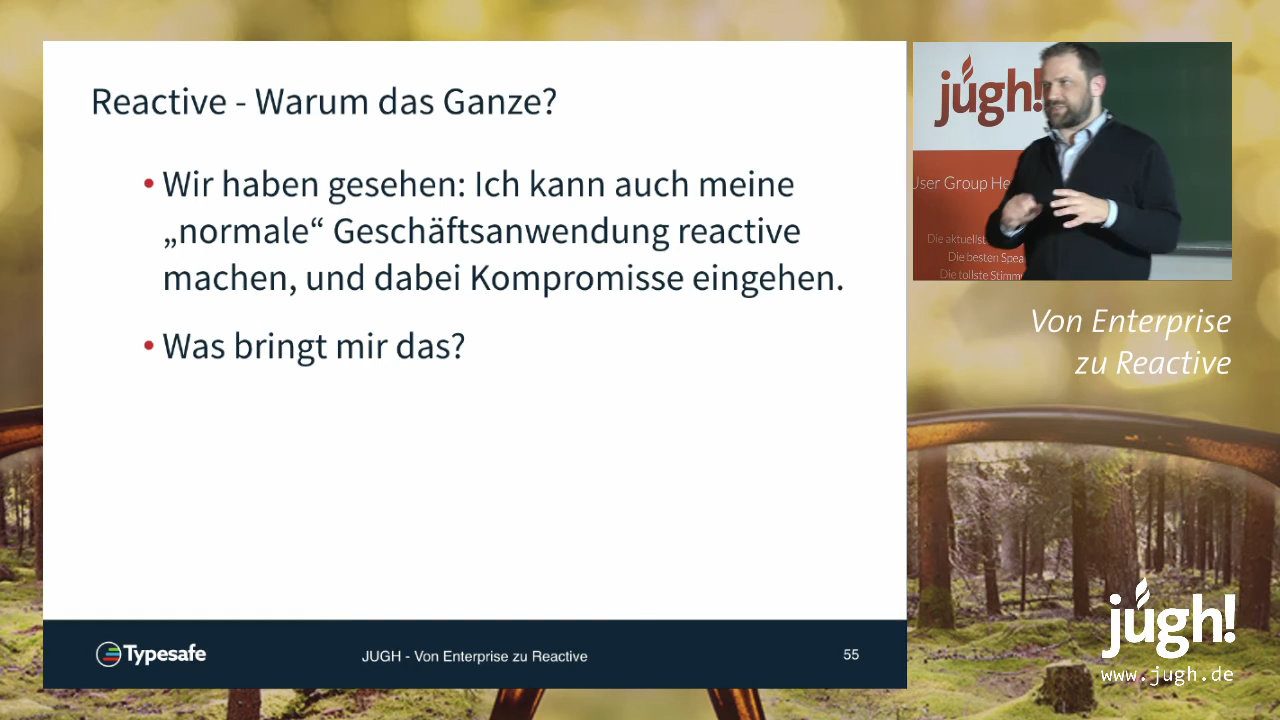 Reactive - Warum das Ganze?
• Wir haben gesehen: Ich kann auch meine
„normale“ Geschäftsanwendung reactive
machen, und dabei Kompromisse eingehen.
• Was bringt mir das?
Typesafe
JUGH - Von Enterprise zu Reactive
55
jugh!
User Group He
Die aktuellst
Die besten Spea
Die tollste Stimm
Von Enterprise
zu Reactive
jugh!
www.jugh.de